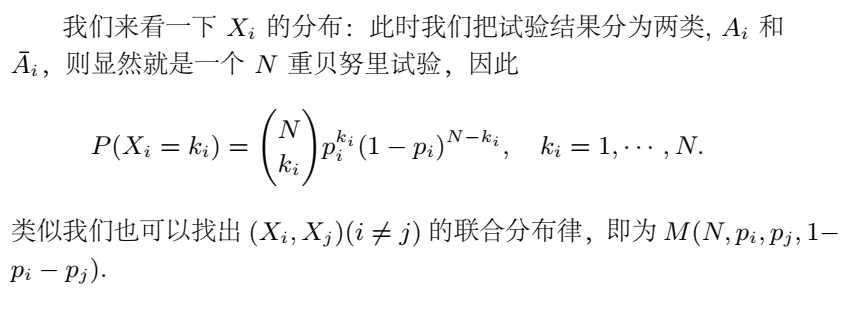 我们来看一下 $X_i$ 的分布：此时我们把试验结果分为两类, $A_i$ 和
$\bar{A}_i$，则显然就是一个 $N$ 重贝努里试验，因此
$P(X_i = k_i) = \binom{N}{k_i} p_i^{k_i} (1 - p_i)^{N - k_i}, \quad k_i = 1, \cdots, N.$
类似我们也可以找出 $(X_i, X_j)(i \neq j)$ 的联合分布律，即为 $M(N, p_i, p_j, 1-$
$p_i - p_j)$.